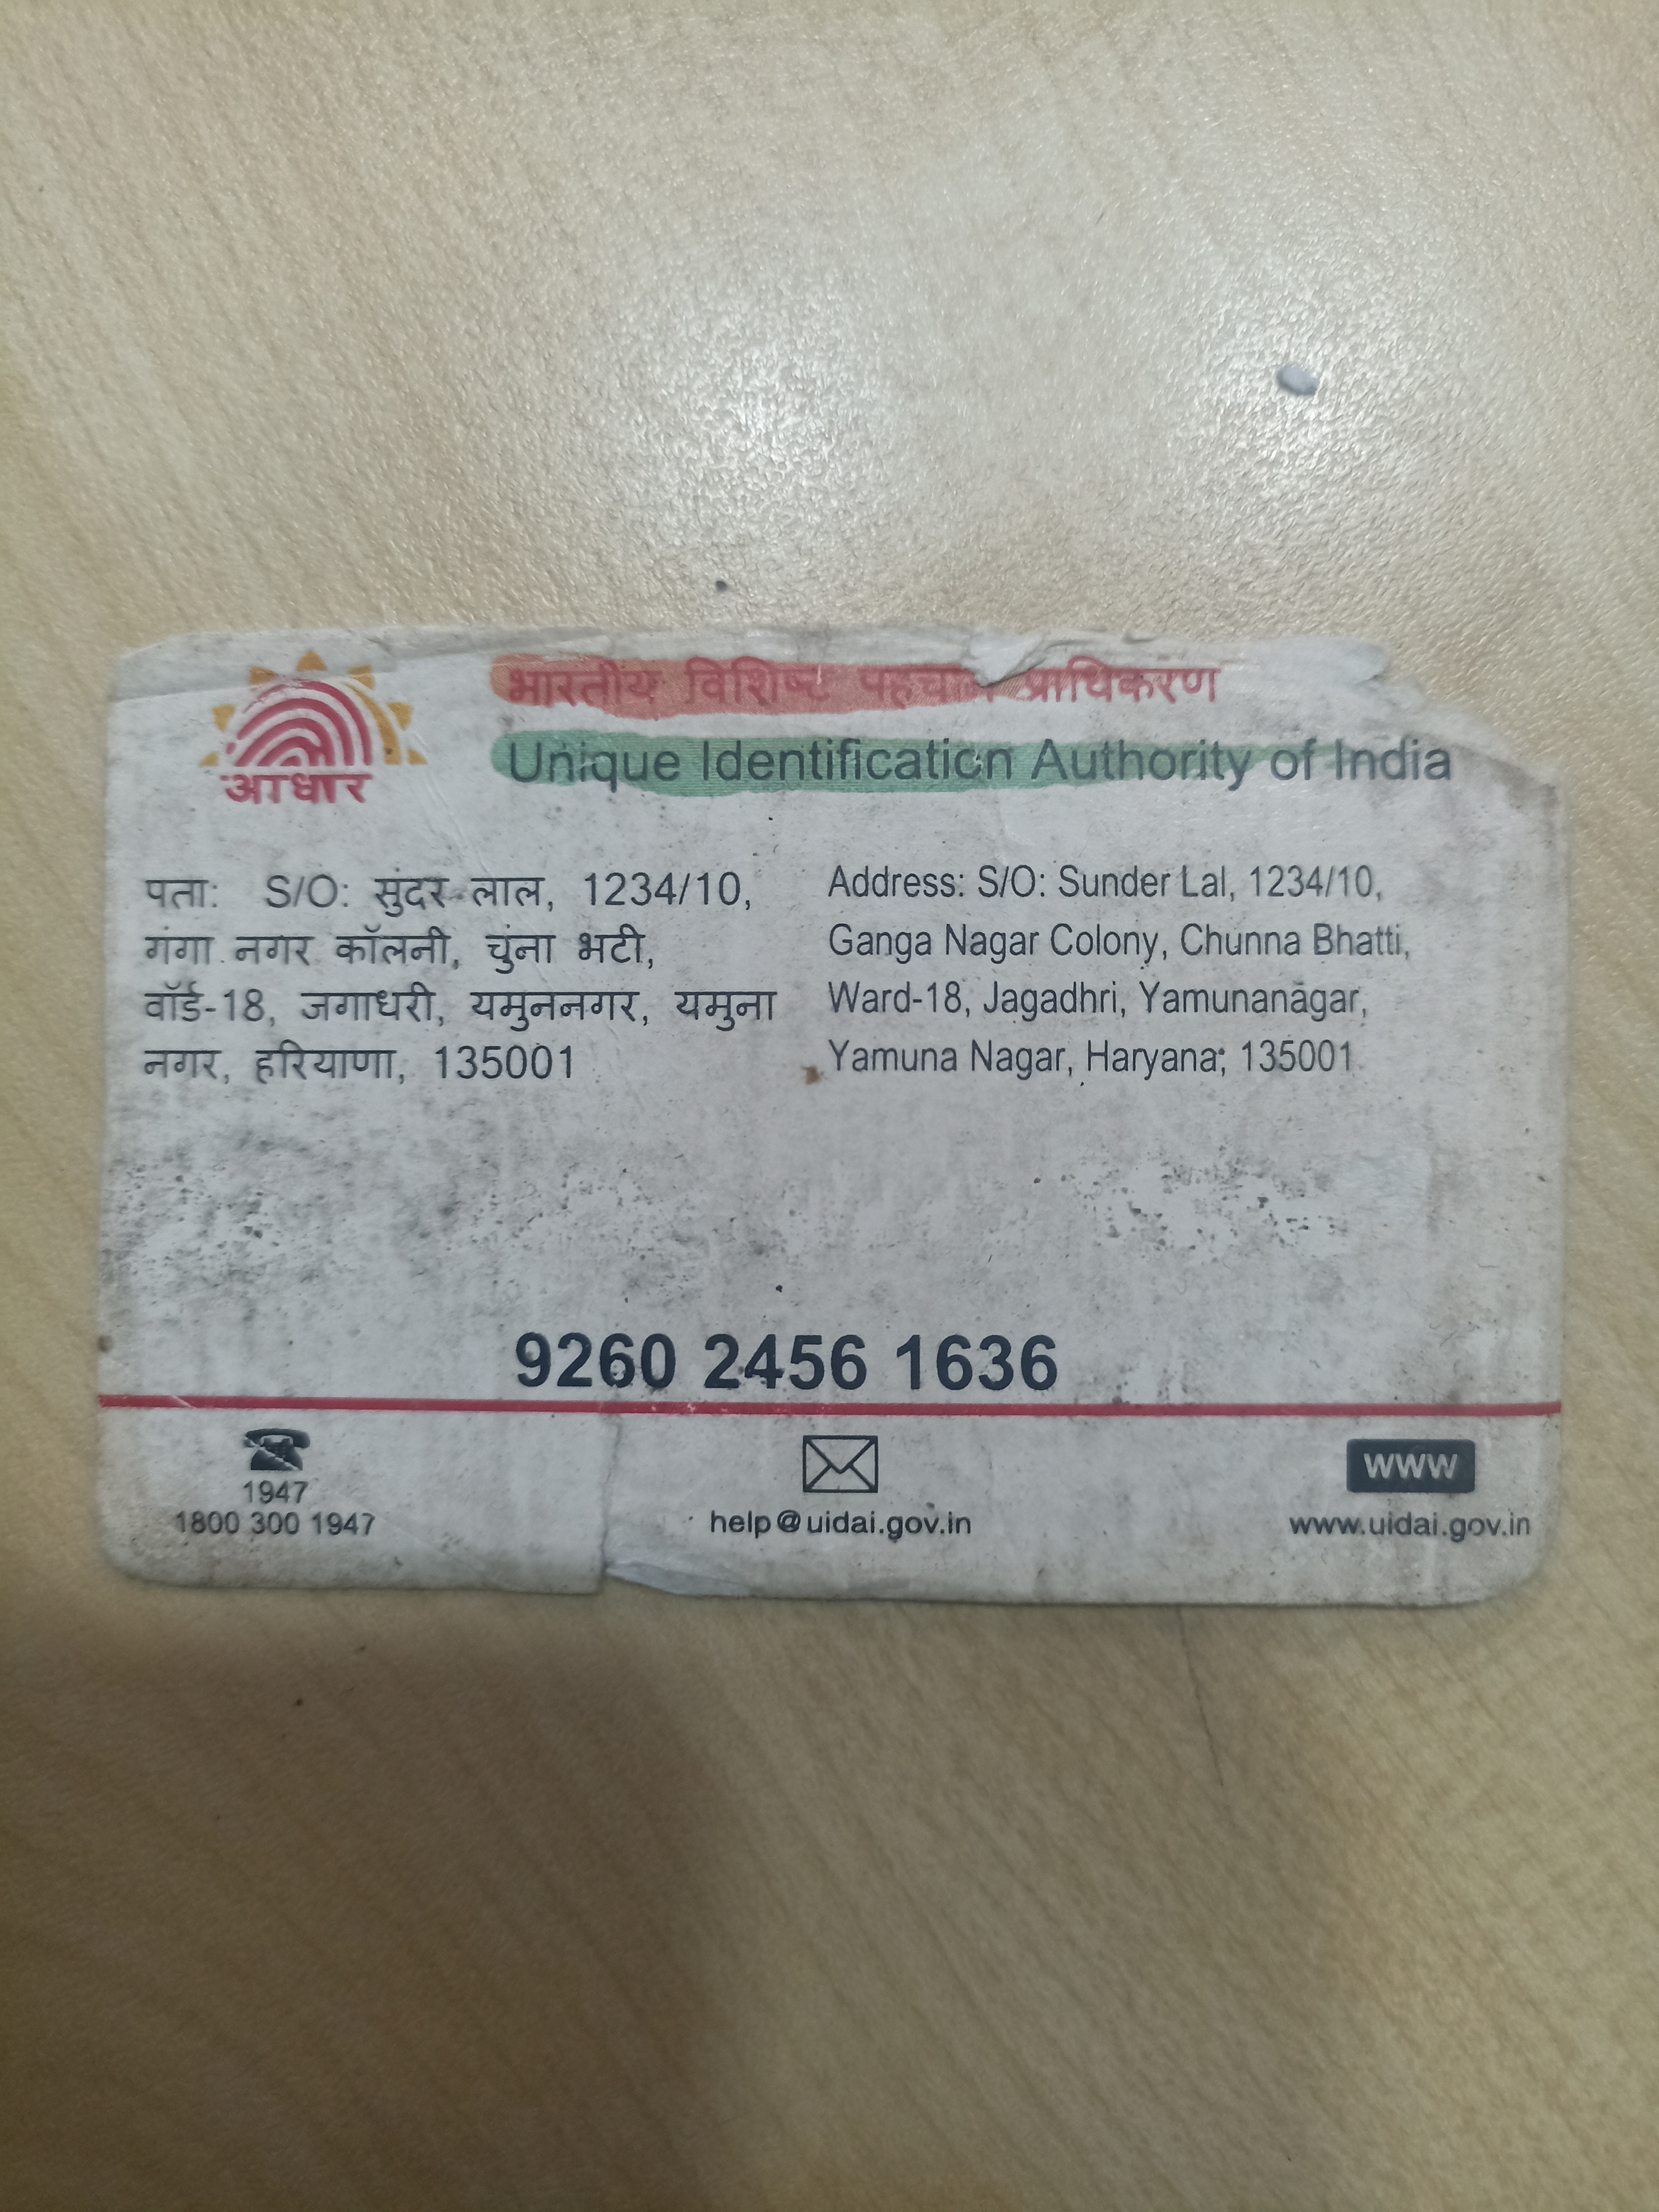 भारतीय विशिष्ट पहचान प्राधिकरण
Unique Identification Authority of India
आधार
पता: S/O: सुंदर लाल, 1234/10,
गंगा नगर कॉलनी, चुंना भटी,
वॉर्ड-18, जगाधरी, यमुननगर, यमुना
नगर, हरियाणा, 135001
Address: S/O: Sunder Lal, 1234/10,
Ganga Nagar Colony, Chunna Bhatti,
Ward-18, Jagadhri, Yamunanagar,
Yamuna Nagar, Haryana, 135001
9260 2456 1636
1947
1800 300 1947
help@uidai.gov.in
www
www.uidai.gov.in